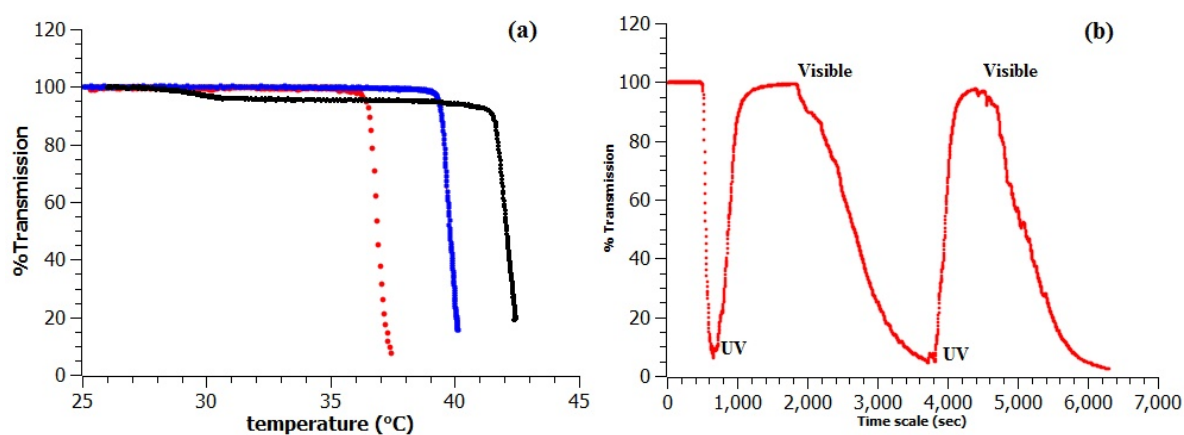 (a)
%Transmission
120
100
80
60
40
20
0
25 30 35 40 45
temperature (°C)
(b)
% Transmission
120
100
80
60
40
20
0
Visible Visible
UV UV
0 1,000 2,000 3,000 4,000 5,000 6,000 7,000
Time scale (sec)